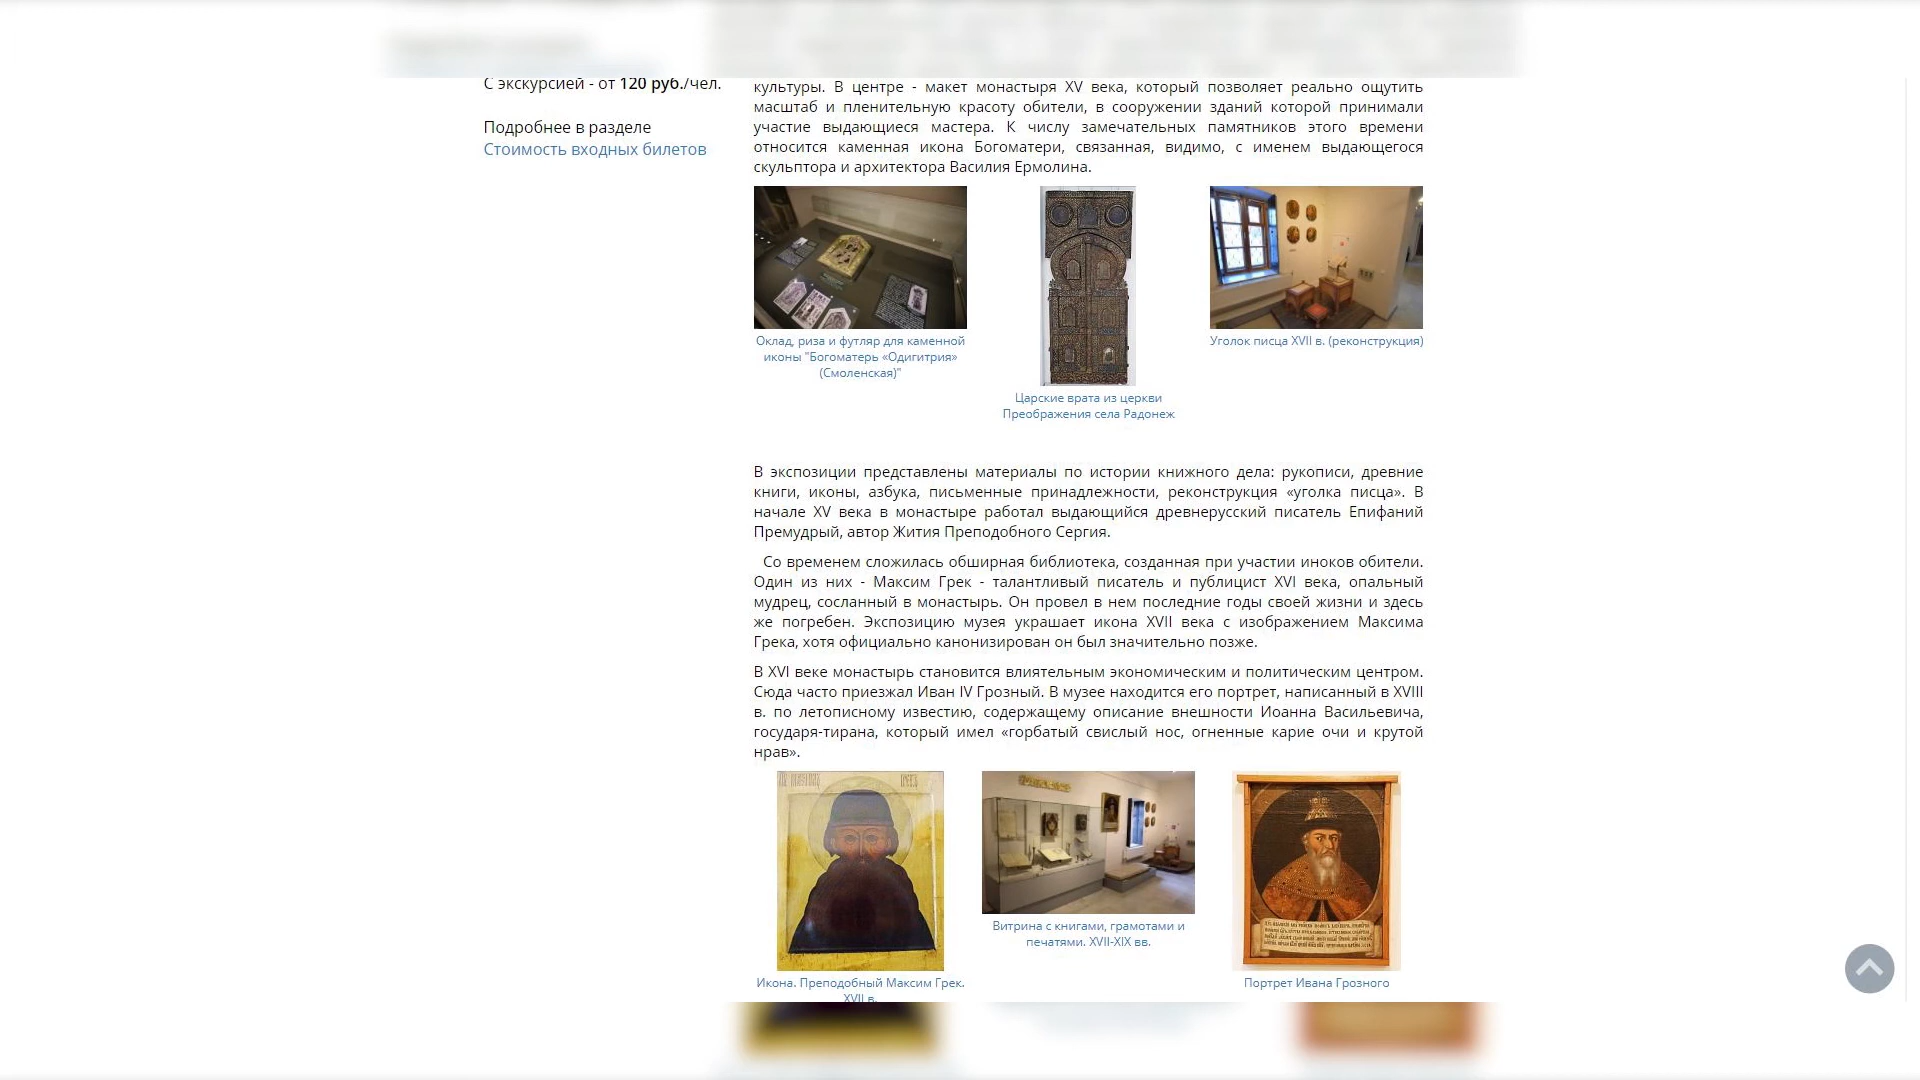 С экскурсией - от 120 руб./чел.
Подробнее в разделе
Стоимость входных билетов
культуры. В центре - макет монастыря XV века, который позволяет реально ощутить
масштаб и пленительную красоту обители, в сооружении зданий которой принимали
участие выдающиеся мастера. К числу замечательных памятников этого времени
относится каменная икона Богоматери, связанная, видимо, с именем выдающегося
скульптора и архитектора Василия Ермолина.
Оклад, риза и футляр для каменной
иконы "Богоматерь «Одигитрия»
(Смоленская)"
Царские врата из церкви
Преображения села Радонеж
Уголок писца XVII в. (реконструкция)
В экспозиции представлены материалы по истории книжного дела: рукописи, древние
книги, иконы, азбука, письменные принадлежности, реконструкция «уголка писца». В
начале XV века в монастыре работал выдающийся древнерусский писатель Епифаний
Премудрый, автор Жития Преподобного Сергия.
Со временем сложилась обширная библиотека, созданная при участии иноков обители.
Один из них - Максим Грек - талантливый писатель и публицист XVI века, опальный
мудрец, сосланный в монастырь. Он провел в нем последние годы своей жизни и здесь
же погребен. Экспозицию музея украшает икона XVII века с изображением Максима
Грека, хотя официально канонизирован он был значительно позже.
В XVI веке монастырь становится влиятельным экономическим и политическим центром.
Сюда часто приезжал Иван IV Грозный. В музее находится его портрет, написанный в XVIII
в. по летописному известию, содержащему описание внешности Иоанна Васильевича,
государя-тирана, который имел «горбатый свислый нос, огненные карие очи и крутой
нрав».
Икона. Преподобный Максим Грек.
XVII в.
Витрина с книгами, грамотами и
печатями. XVII-XIX вв.
Портрет Ивана Грозного